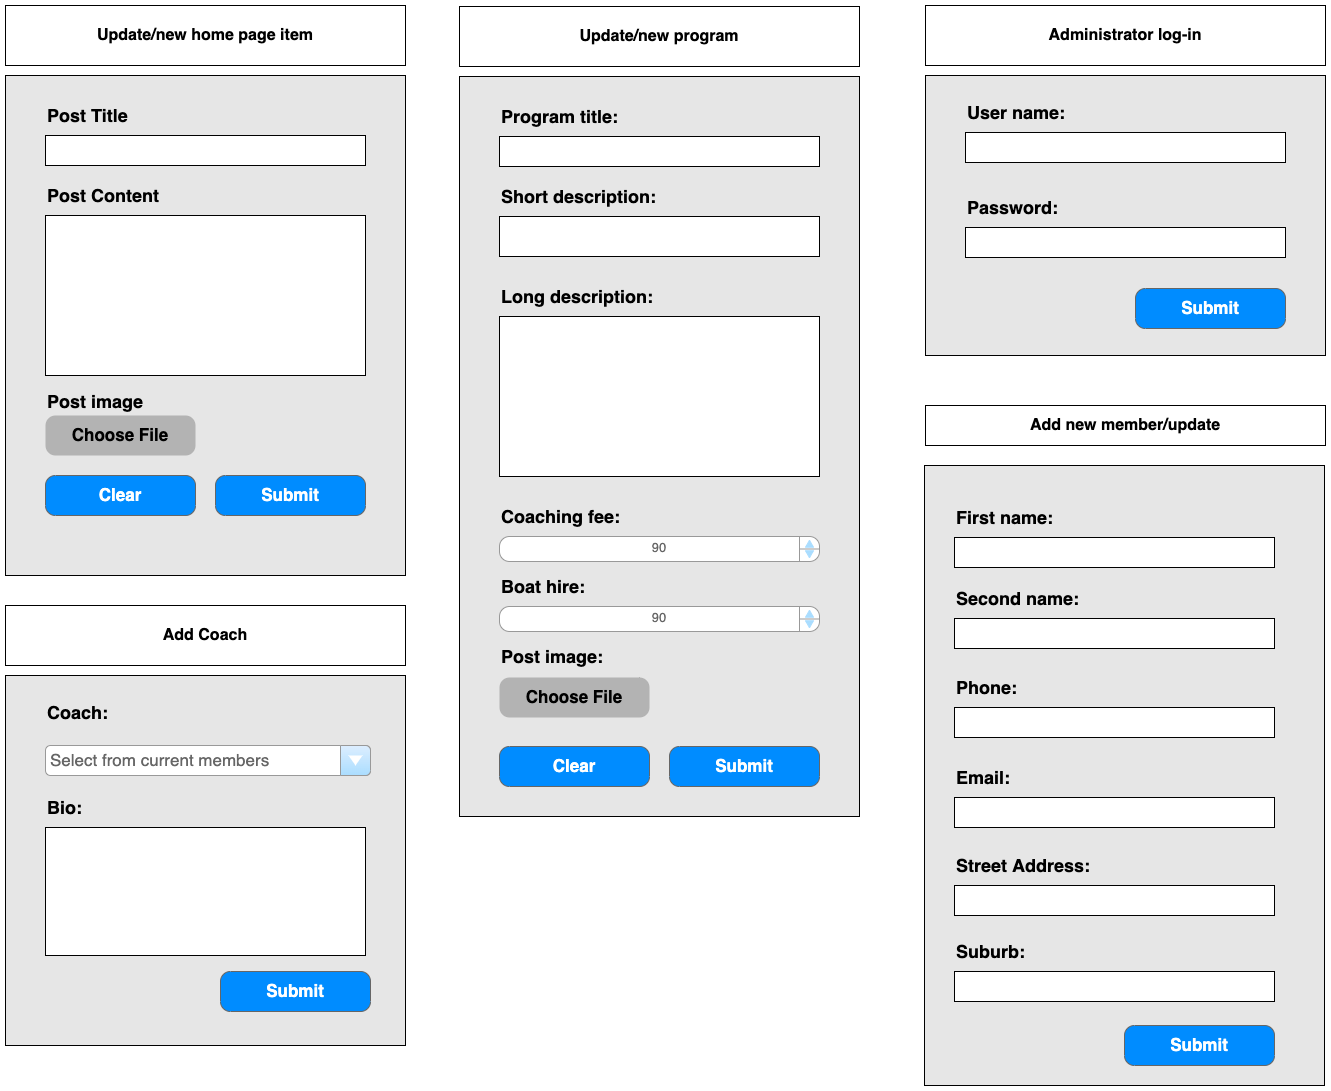 Update/new home page item
Post Title
Post Content
Post image
Choose File
Clear
Submit
Add Coach
Coach:
Select from current members
Bio:
Submit
Update/new program
Program title:
Short description:
Long description:
Coaching fee:
90
Boat hire:
90
Post image:
Choose File
Clear
Submit
Administrator log-in
User name:
Password:
Submit
Add new member/update
First name:
Second name:
Phone:
Email:
Street Address:
Suburb:
Submit